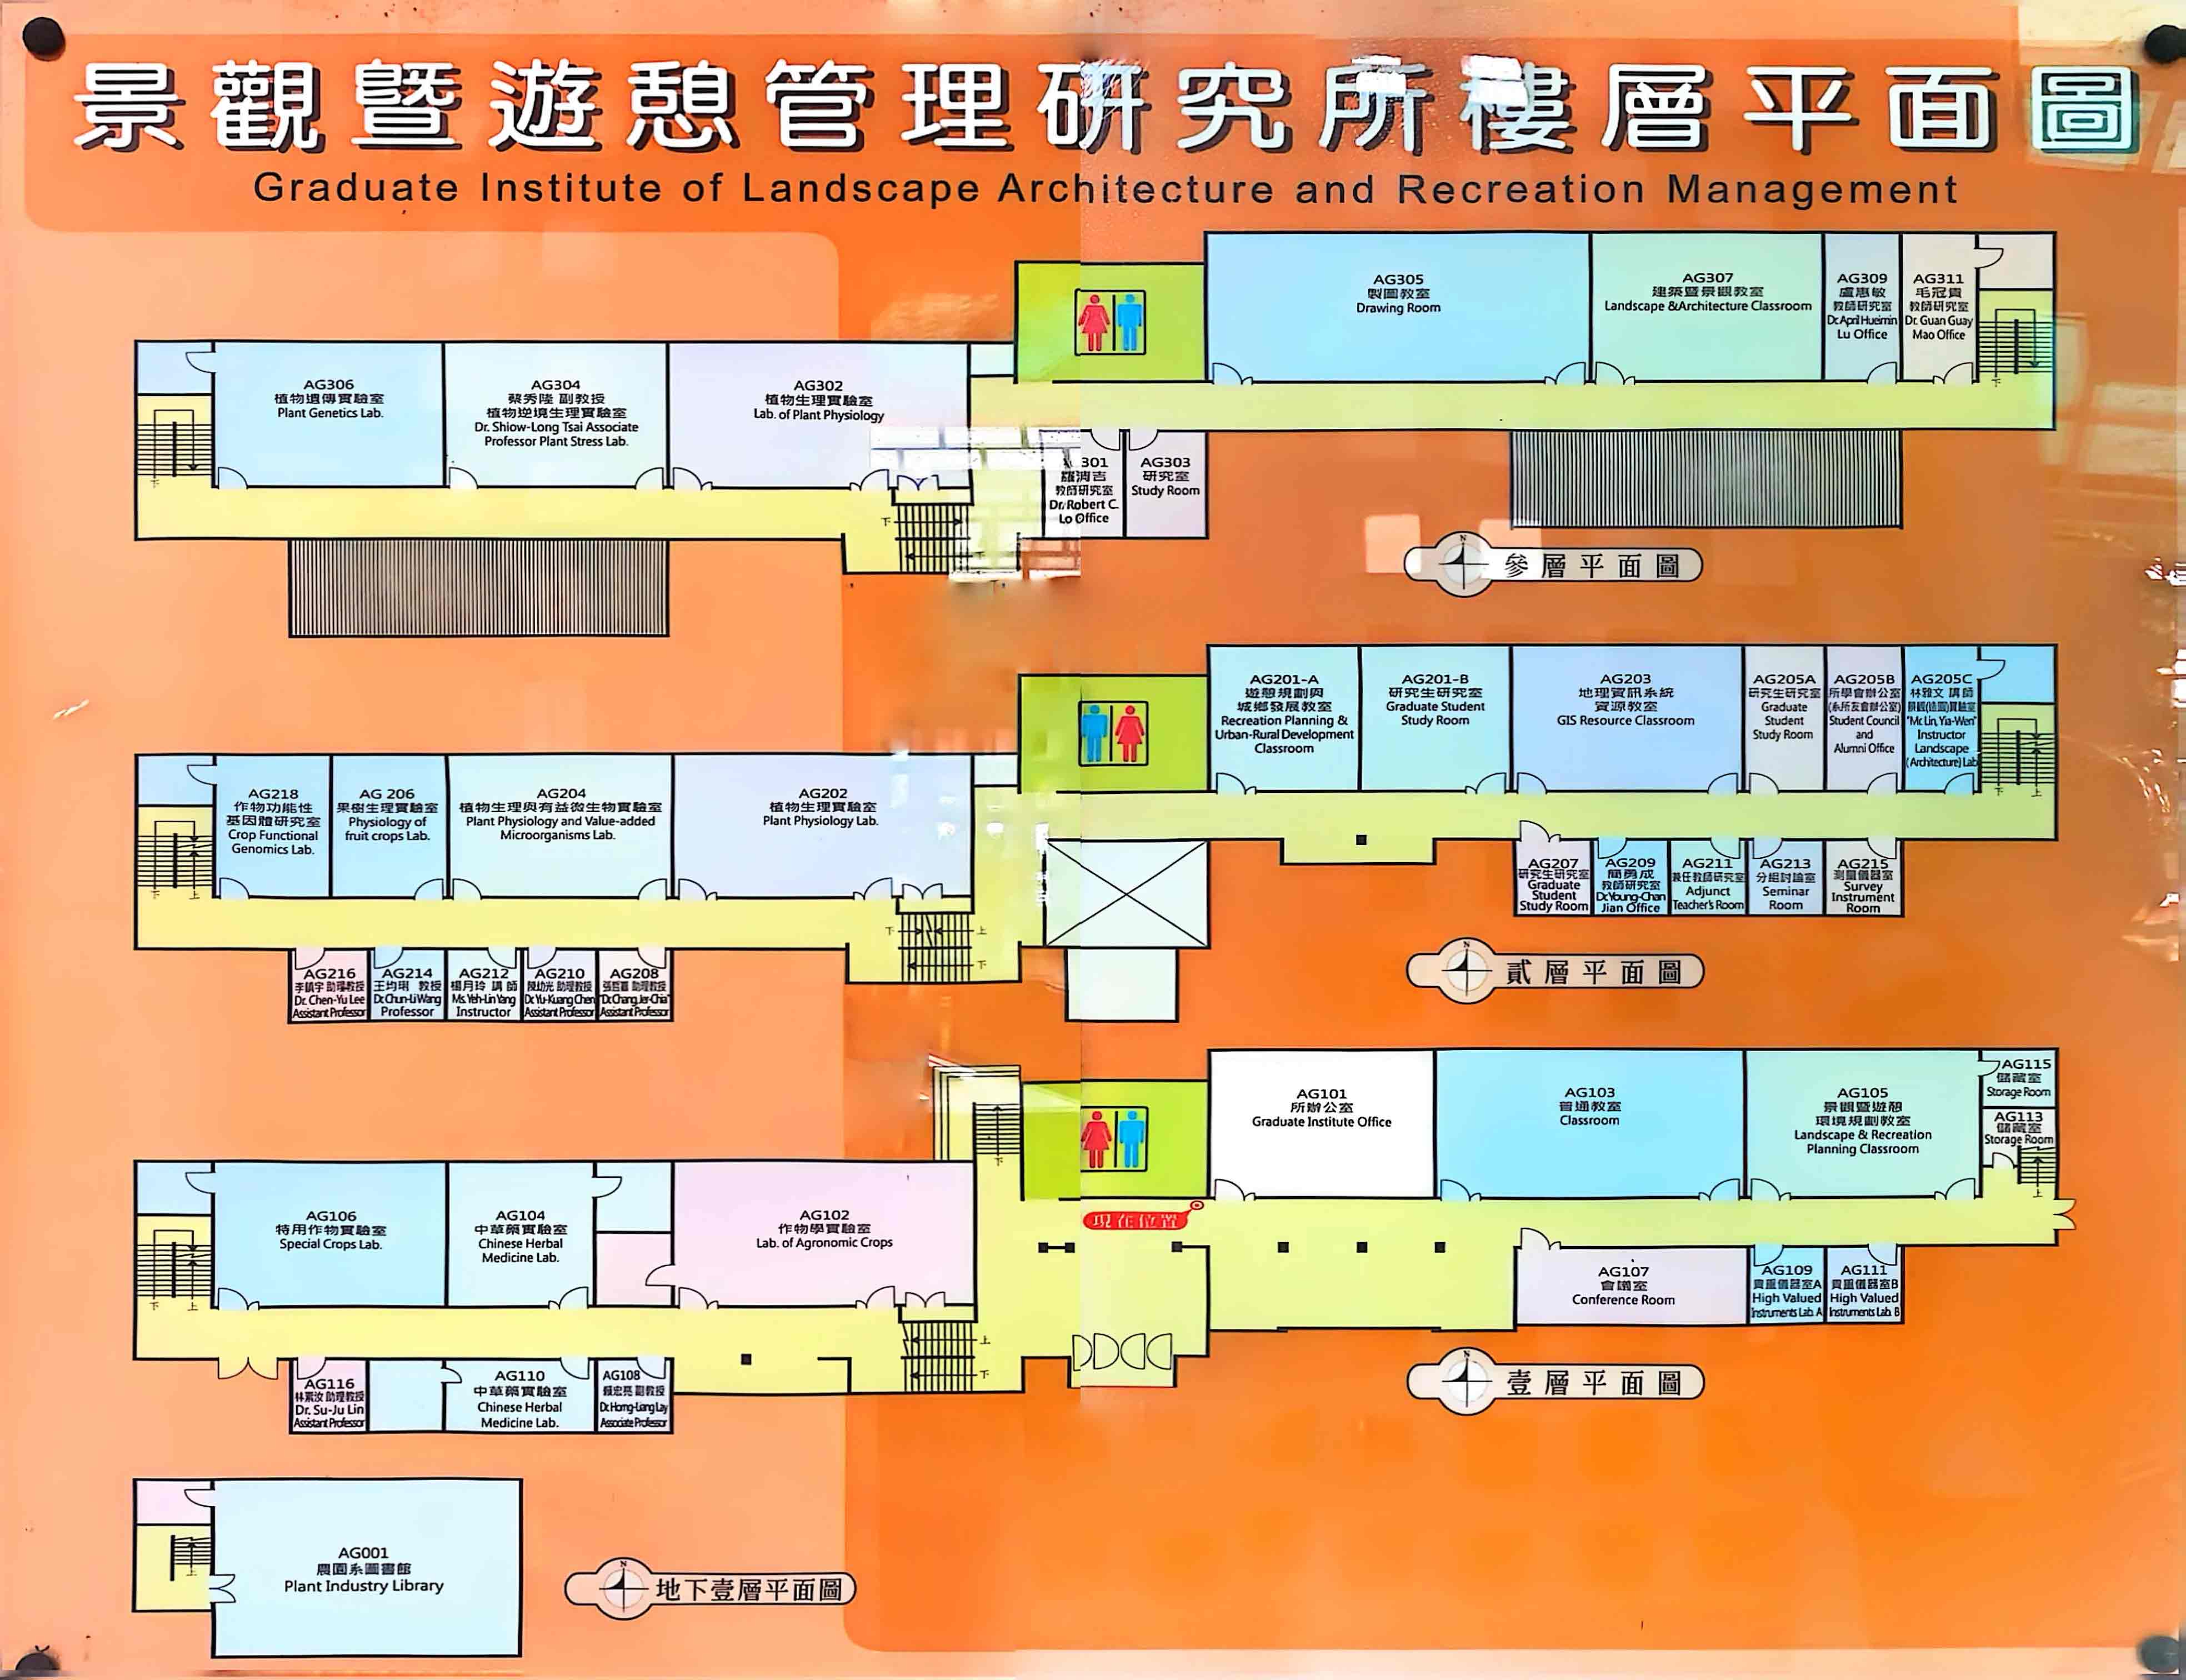 景觀暨遊憩管理研究所樓層平面圖
Graduate Institute of Landscape Architecture and Recreation Management
AG305
製圖教室
Drawing Room
AG307
建築暨景觀教室
Landscape &Architecture Classroom
AG309
盧惠敏
教師研究室
Dr.April Hueimin
Lu Office
AG311
毛冠貴
教師研究室
Dr. Guan Guay
Mao Office
下
AG306
植物遺傳實驗室
Plant Genetics Lab.
AG304
蔡秀隆 副教授
植物逆境生理實驗室
Dr. Shiow-Long Tsai Associate
Professor Plant Stress Lab.
AG302
植物生理實驗室
Lab. of Plant Physiology
下
下
301
羅清吉
教師研究室
Dr. Robert C.
Lo Office
AG303
研究室
Study Room
N
參層平面圖
AG201-A
遊憩規劃與
城鄉發展教室
Recreation Planning &
Urban-Rural Development
Classroom
AG201-B
研究生研究室
Graduate Student
Study Room
AG203
地理資訊系統
資源教室
GIS Resource Classroom
AG205A
研究生研究室
Graduate
Student
Study Room
AG205B
所學會辦公室
(系所友會辦公室)
Student Council
and
Alumni Office
AG205C
林雅文 講師
景觀(造園)實驗室
"Mr. Lin, Yia-Wen"
Instructor
Landscape
(Architecture) Lab
下 上
AG218
作物功能性
基因體研究室
Crop Functional
Genomics Lab.
AG 206
果樹生理實驗室
Physiology of
fruit crops Lab.
AG204
植物生理與有益微生物實驗室
Plant Physiology and Value-added
Microorganisms Lab.
AG202
植物生理實驗室
Plant Physiology Lab.
下 上
下 上
下
AG207
研究生研究室
Graduate
Student
Study Room
AG209
簡勇成
教師研究室
Dr.Young-Chan
Jian Office
AG211
兼任教師研究室
Adjunct
Teacher's Room
AG213
分組討論室
Seminar
Room
AG215
測量儀器室
Survey
Instrument
Room
AG216
李鎮宇 助理教授
Dr. Chen-Yu Lee
Assistant Professor
AG214
王均琍 教授
Dr.Chun-Li Wang
Professor
AG212
楊月玲 講師
Ms. Yeh-Lin Yang
Instructor
AG210
陳幼光 助理教授
Dr.Yu-Kuang Chen
Assistant Professor
AG208
張哲嘉 助理教授
"Dr.Chang,Jer-Chia"
Assistant Professor
N
貳層平面圖
AG101
所辦公室
Graduate Institute Office
AG103
普通教室
Classroom
AG105
景觀暨遊憩
環境規劃教室
Landscape & Recreation
Planning Classroom
AG115
儲藏室
Storage Room
AG113
儲藏室
Storage Room
上
下
現在位置
AG106
特用作物實驗室
Special Crops Lab.
AG104
中草藥實驗室
Chinese Herbal
Medicine Lab.
AG102
作物學實驗室
Lab. of Agronomic Crops
下 上
上
下
AG107
會議室
Conference Room
AG109
貴重儀器室A
High Valued
Instruments Lab. A
AG111
貴重儀器室B
High Valued
Instruments Lab. B
AG116
林素汝 助理教授
Dr. Su-Ju Lin
Assistant Professor
AG110
中草藥實驗室
Chinese Herbal
Medicine Lab.
AG108
賴宏亮 副教授
Dr.Horng-Liang Lay
Associate Professor
N
壹層平面圖
上
AG001
農園系圖書館
Plant Industry Library
N
地下壹層平面圖